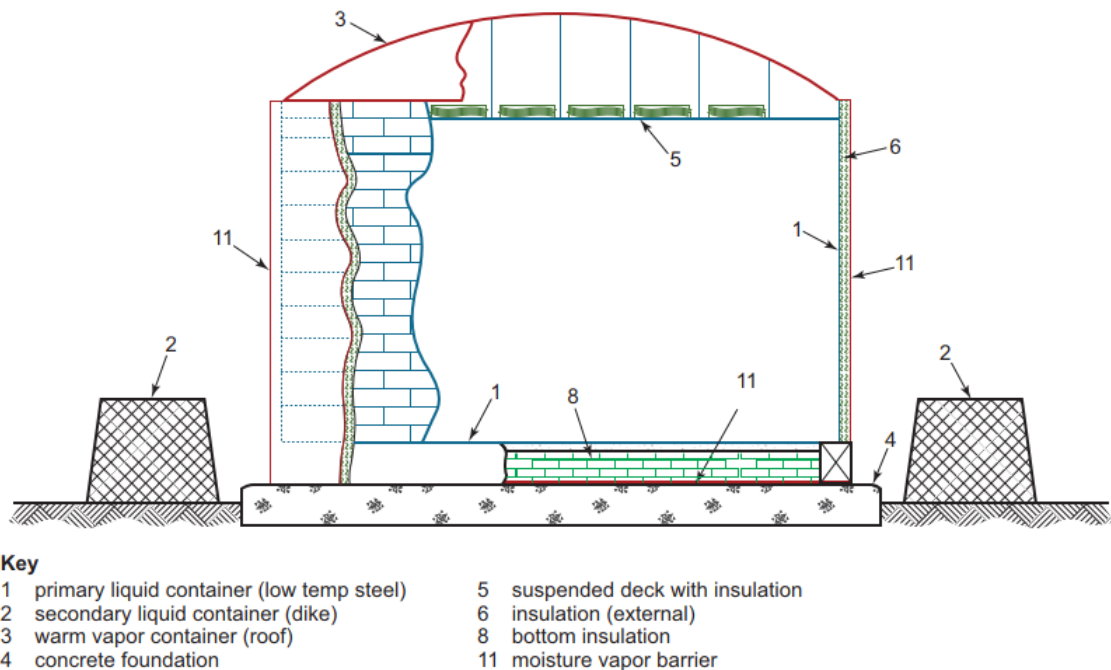 3
5
6
1
11
11
2
2
1
8
11
4
Key
1 primary liquid container (low temp steel)
2 secondary liquid container (dike)
3 warm vapor container (roof)
4 concrete foundation
5 suspended deck with insulation
6 insulation (external)
8 bottom insulation
11 moisture vapor barrier